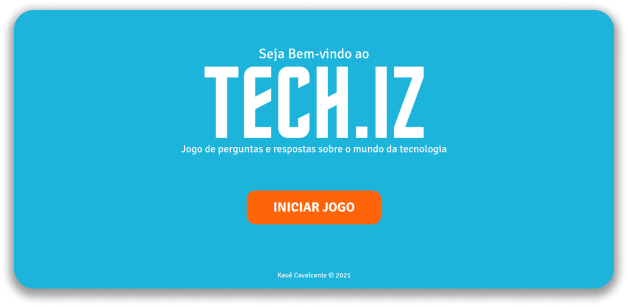 Seja Bem-vindo ao
TECH.IZ
Jogo de perguntas e respostas sobre o mundo da tecnologia
INICIAR JOGO
Kauê Cavalcante © 2021